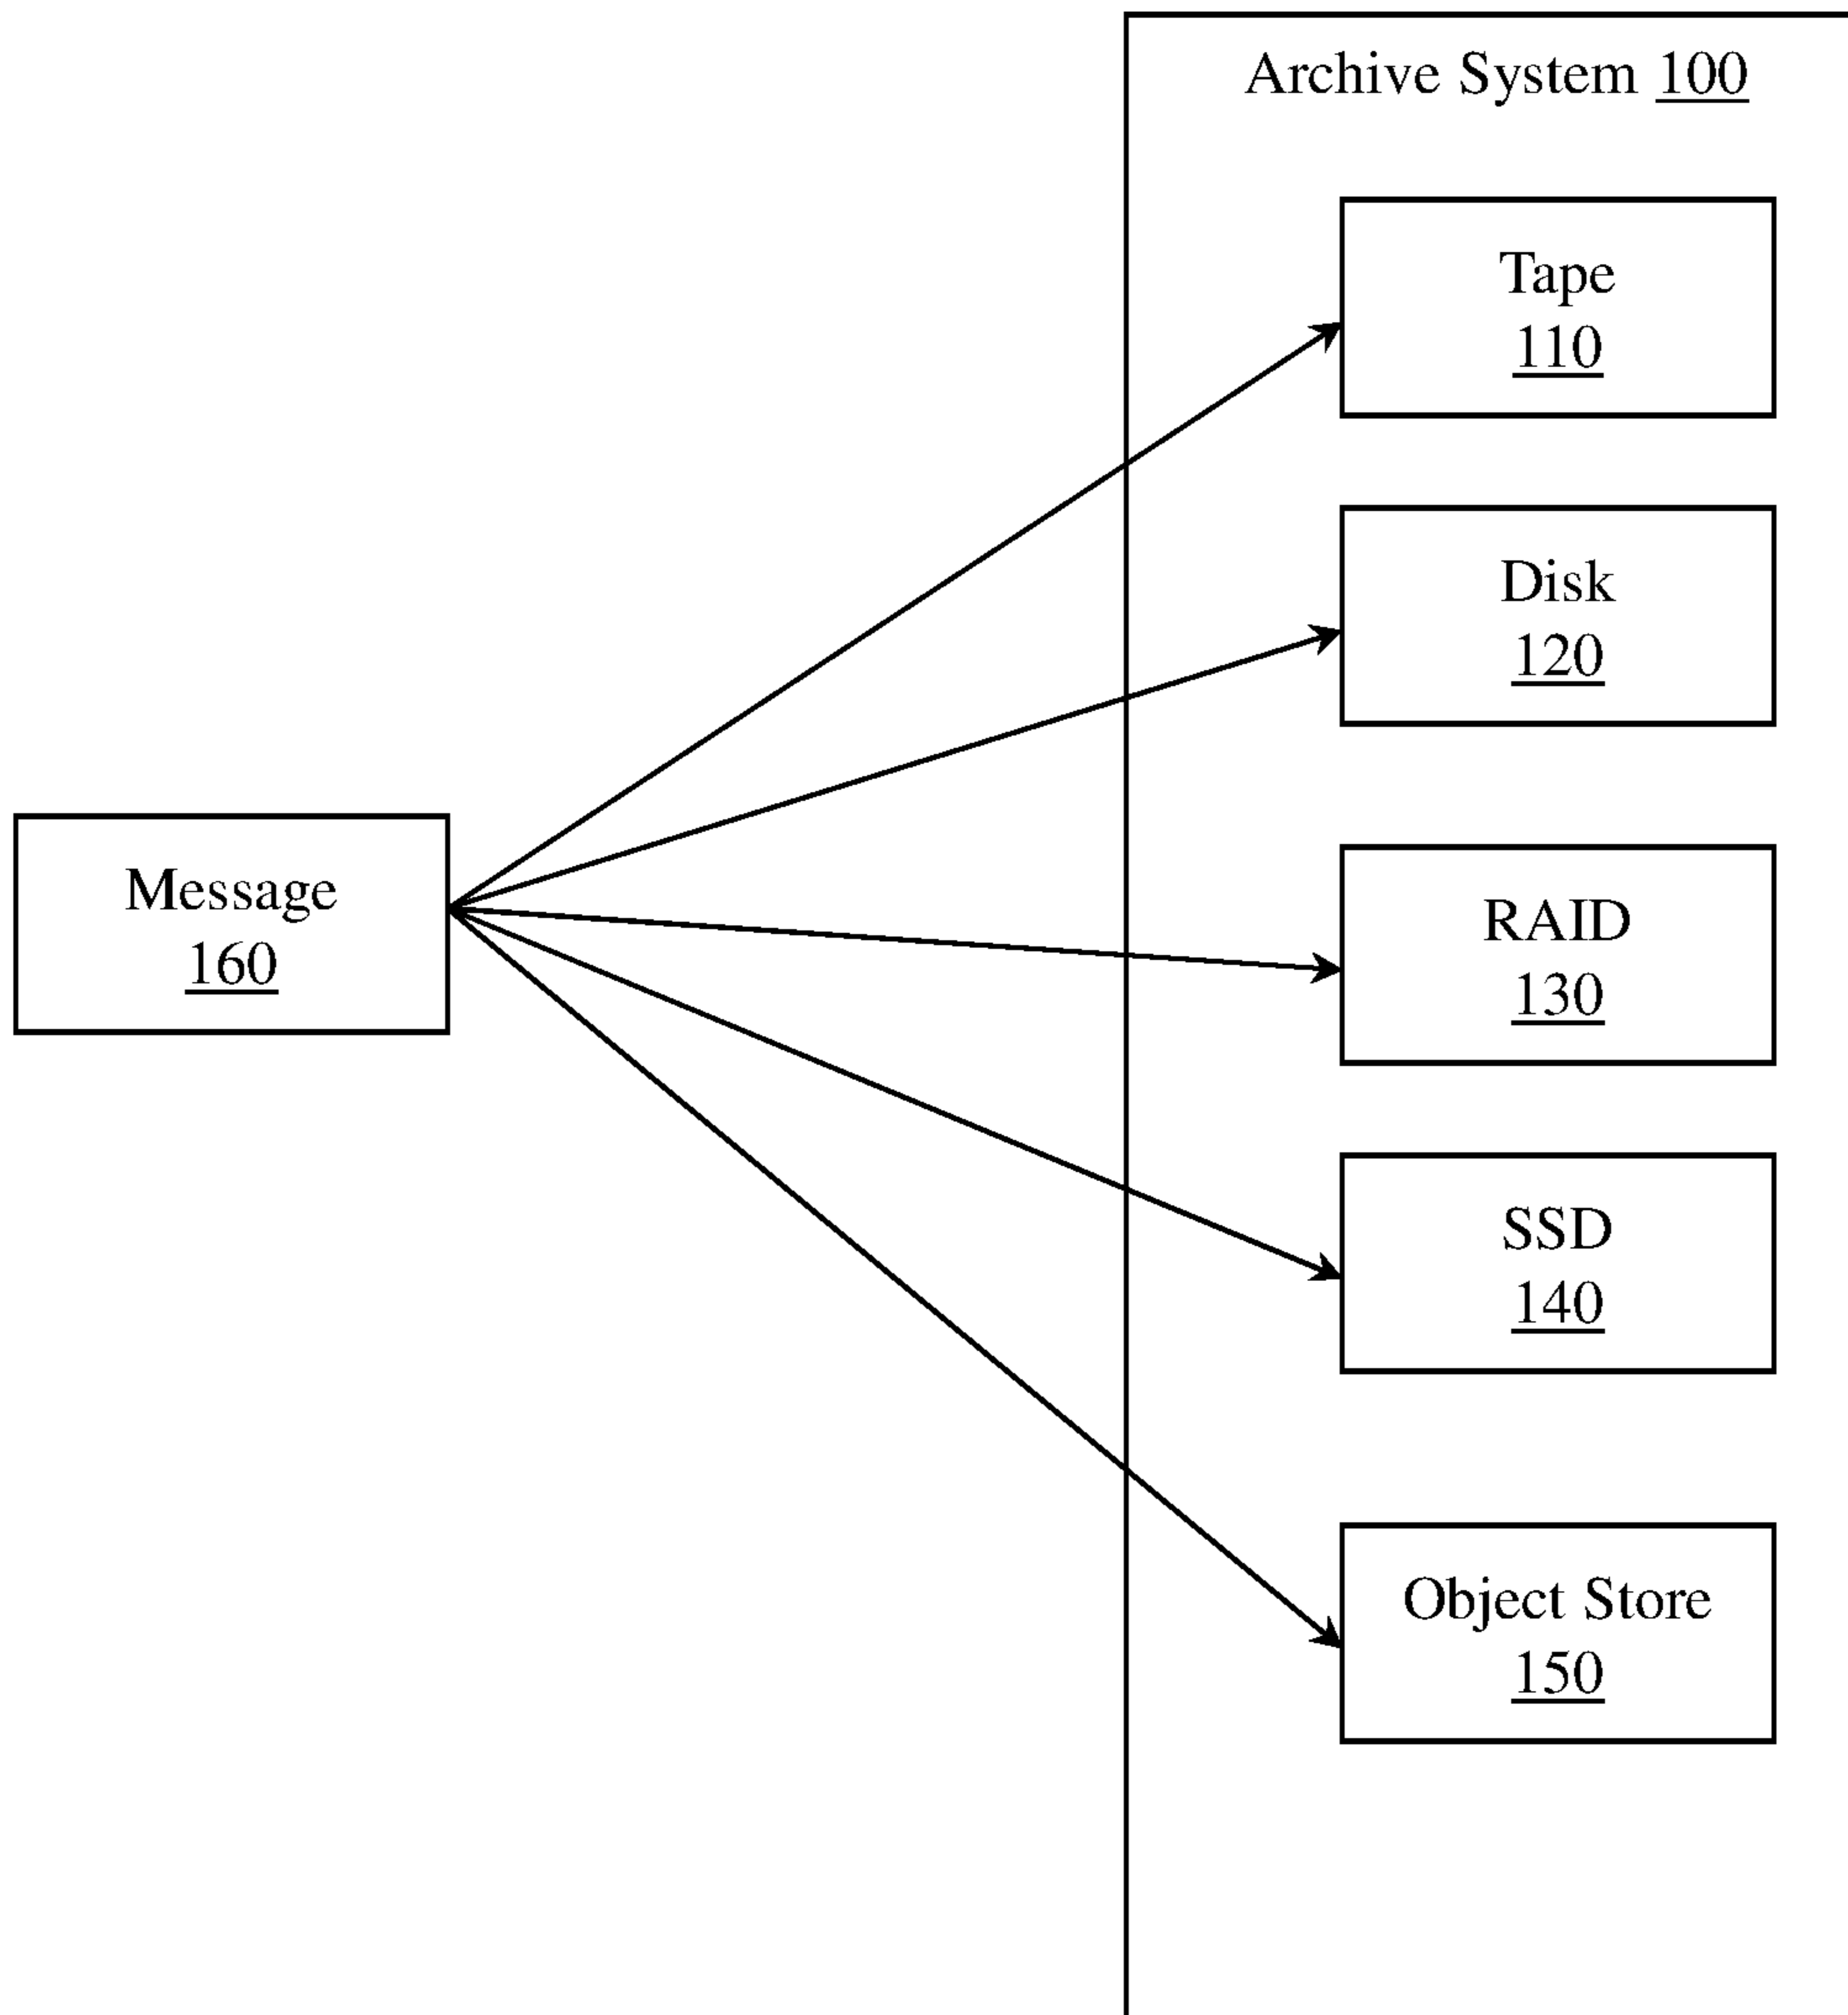 Archive System 100
Tape
110
Disk
120
Message
160
RAID
130
SSD
140
Object Store
150